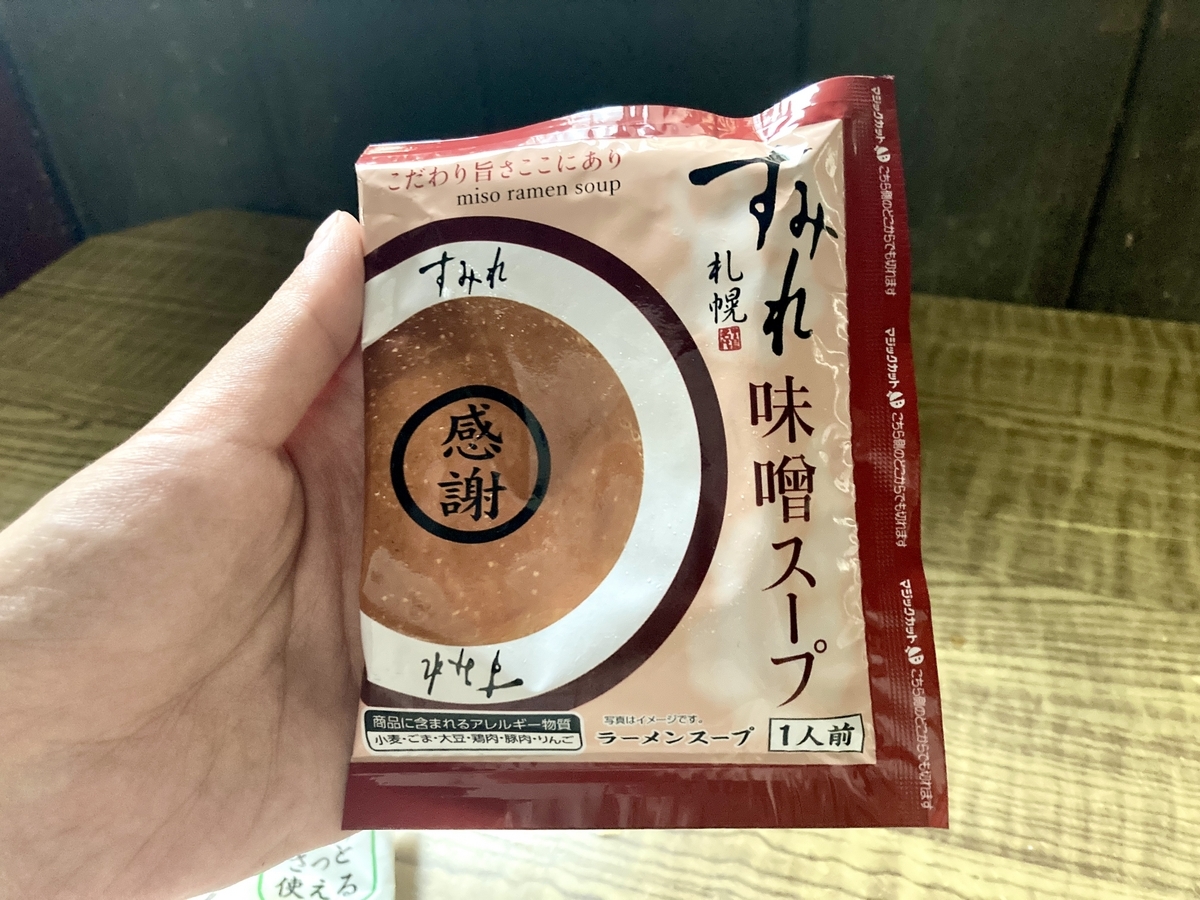 こだわり旨さここにあり
miso ramen soup
すみれ
札幌
味噌スープ
すみれ
感謝
すみれ
商品に含まれるアレルギー物質
小麦・ごま・大豆・鶏肉・豚肉・りんご
写真はイメージです。
ラーメンスープ
1人前
マジックカット こちら側のどこからでも切れます
マジックカット こちら側のどこからでも切れます
マジックカット こちら側のどこからでも切れます
さっと
使える